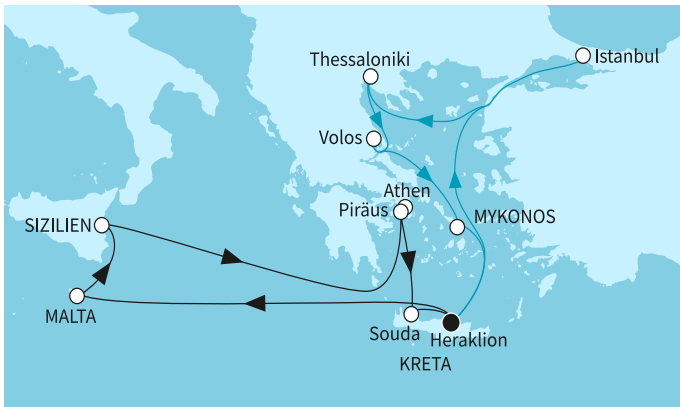 Istanbul
Thessaloniki
Volos
Athen
Piräus
MYKONOS
SIZILIEN
MALTA
Souda
Heraklion
KRETA